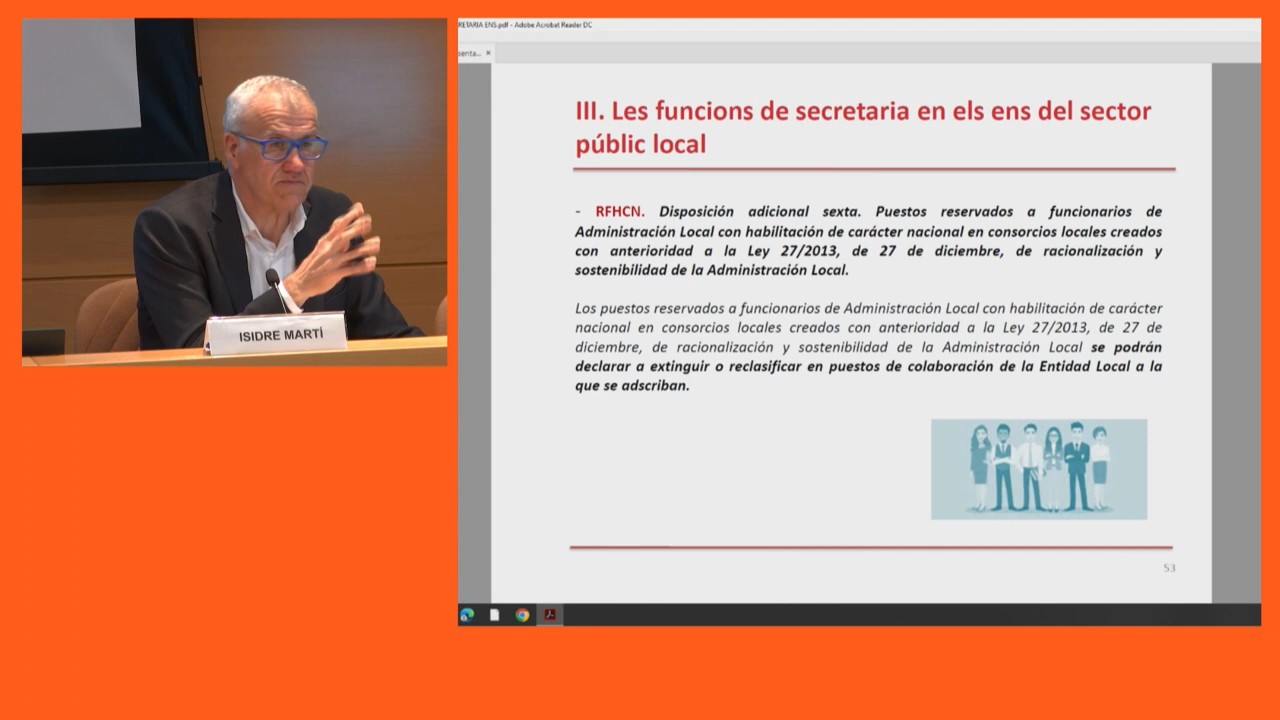 ISIDRE MARTÍ
RETARIA ENS.pdf - Adobe Acrobat Reader DC
senta... ×
III. Les funcions de secretaria en els ens del sector
públic local
- RFHCN. Disposición adicional sexta. Puestos reservados a funcionarios de
Administración Local con habilitación de carácter nacional en consorcios locales creados
con anterioridad a la Ley 27/2013, de 27 de diciembre, de racionalización y
sostenibilidad de la Administración Local.
Los puestos reservados a funcionarios de Administración Local con habilitación de carácter
nacional en consorcios locales creados con anterioridad a la Ley 27/2013, de 27 de
diciembre, de racionalización y sostenibilidad de la Administración Local se podrán
declarar a extinguir o reclasificar en puestos de colaboración de la Entidad Local a la
que se adscriban.
53